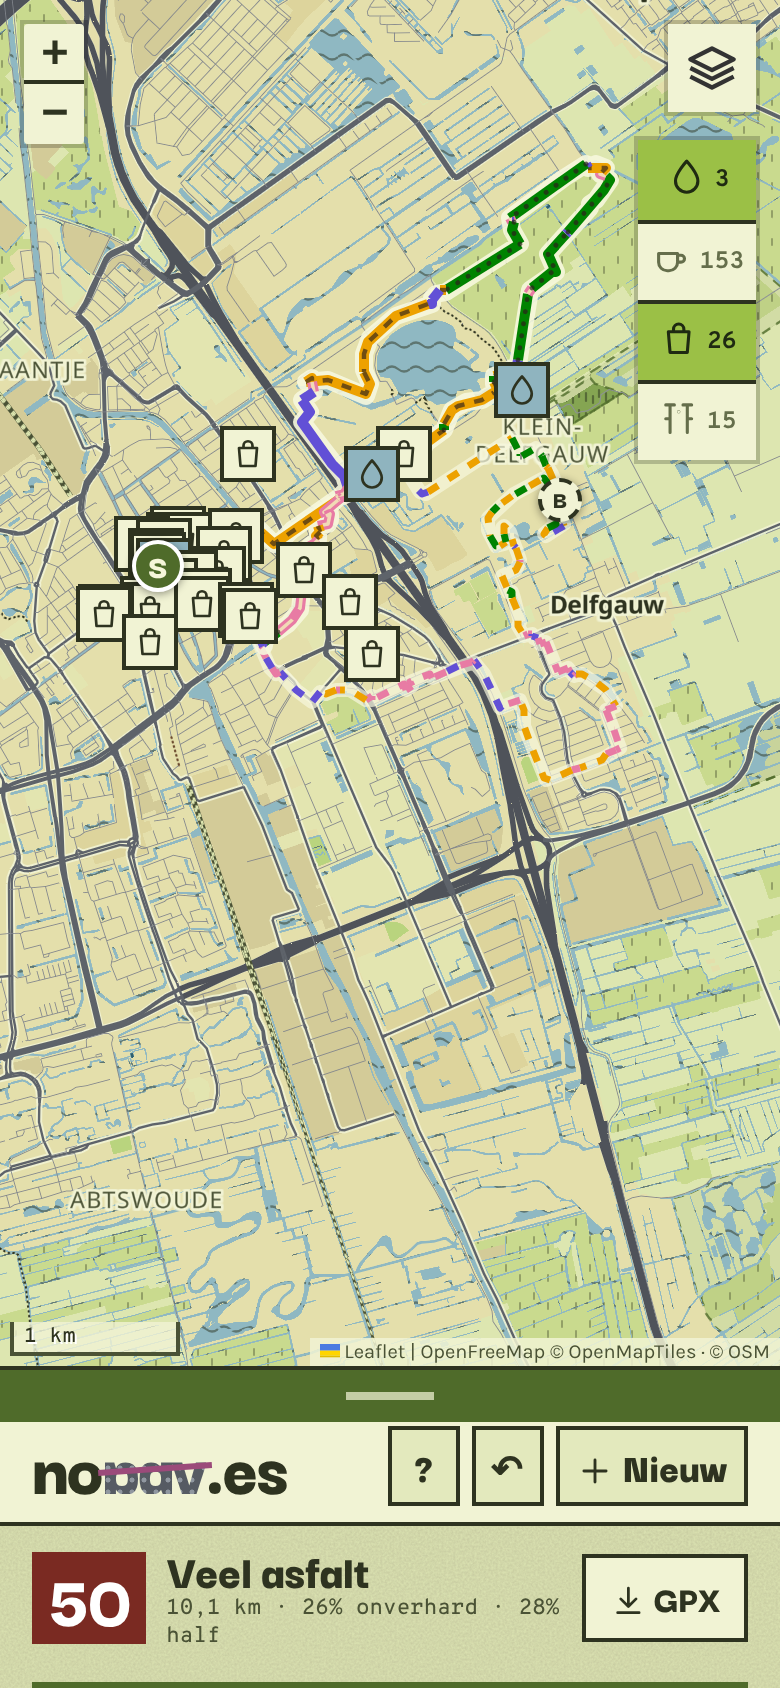 +
−
3
153
26
15
AANTJE
KLEIN-
DELFGAUW
B
S
Delfgauw
ABTSWOUDE
1 km
Leaflet | OpenFreeMap © OpenMapTiles · © OSM
nopav.es
?
↶
+ Nieuw
50
Veel asfalt
10,1 km · 26% onverhard · 28%
half
GPX